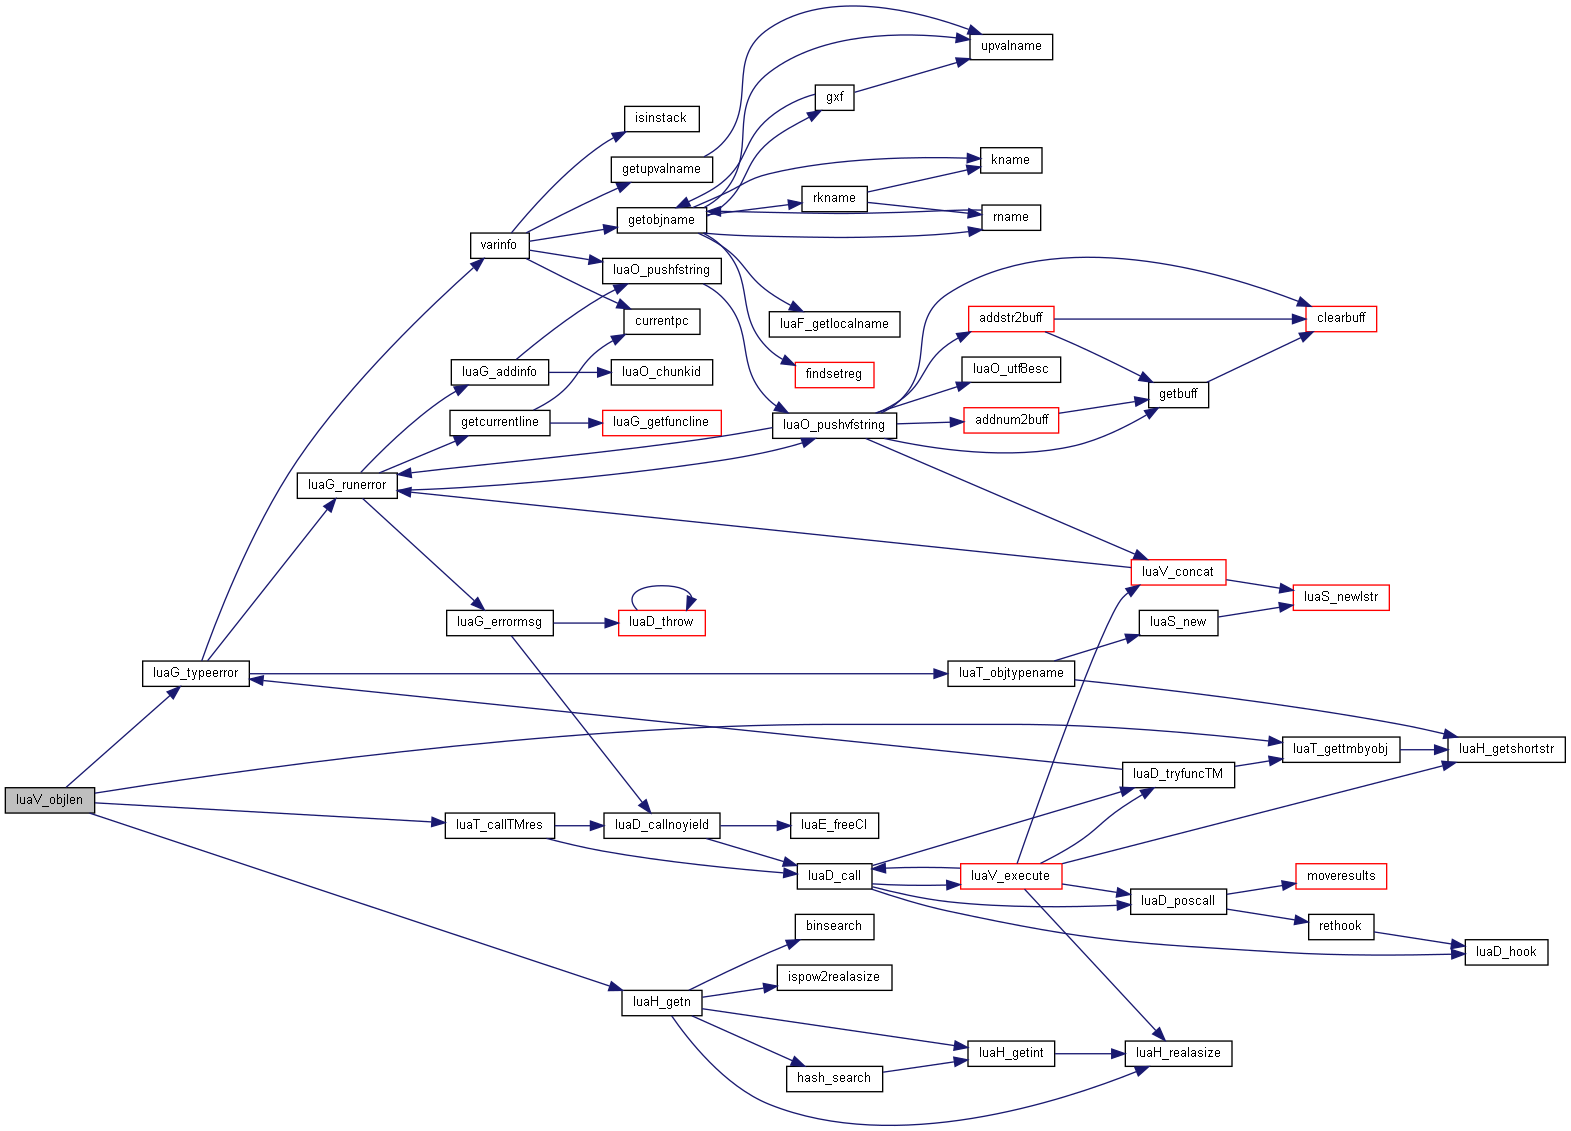 upvalname
gxf
isinstack
getupvalname
kname
rkname
getobjname
rname
varinfo
luaO_pushfstring
luaF_getlocalname
currentpc
addstr2buff
clearbuff
luaG_addinfo
luaO_chunkid
findsetreg
luaO_utf8esc
getbuff
getcurrentline
luaG_getfuncline
luaO_pushvfstring
addnum2buff
luaG_runerror
luaV_concat
luaS_newlstr
luaG_errormsg
luaD_throw
luaS_new
luaG_typeerror
luaT_objtypename
luaT_gettmbyobj
luaH_getshortstr
luaD_tryfuncTM
luaV_objlen
luaT_callTMres
luaD_callnoyield
luaE_freeCI
luaD_call
luaV_execute
moveresults
luaD_poscall
binsearch
rethook
luaD_hook
ispow2realasize
luaH_getn
luaH_getint
luaH_realasize
hash_search